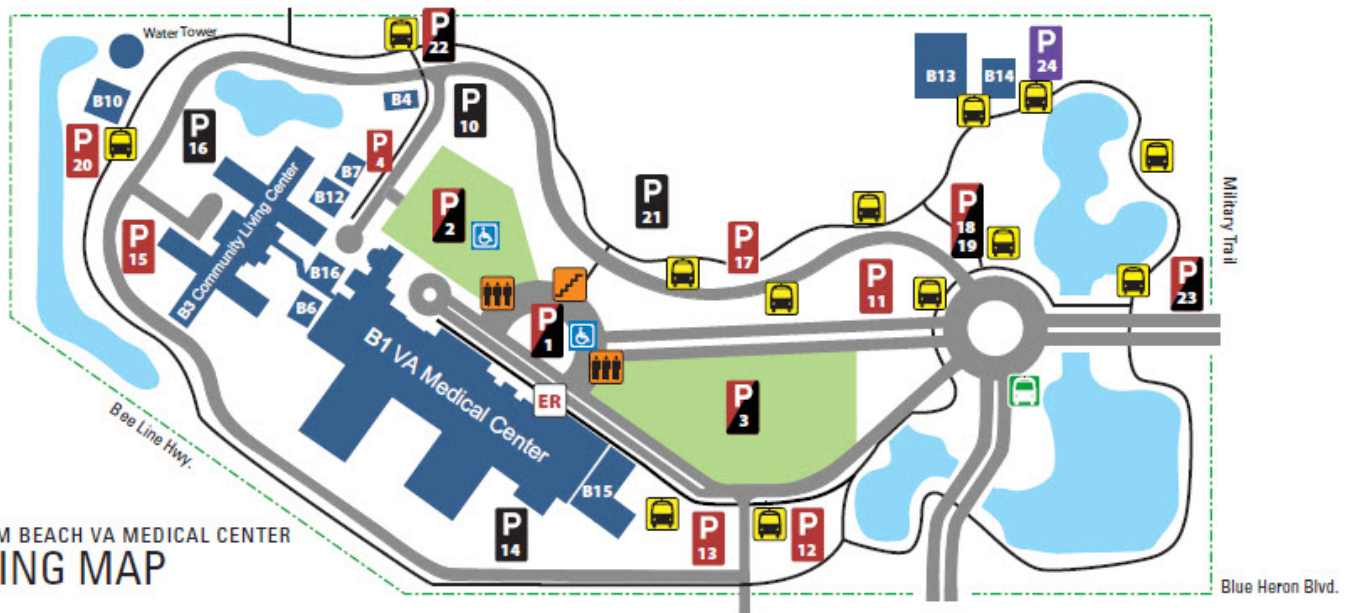 Water Tower
P
22
P
24
B13
B14
B10
B4
P
10
P
20
P
16
P
4
B7
B12
B3 Community Living Center
P
2
P
21
P
18
19
Military Trail
P
15
P
17
B16
B6
P
11
P
23
P
1
B1 VA Medical Center
ER
P
3
Bee Line Hwy.
B15
P
14
P
13
P
12
M BEACH VA MEDICAL CENTER
ING MAP
Blue Heron Blvd.